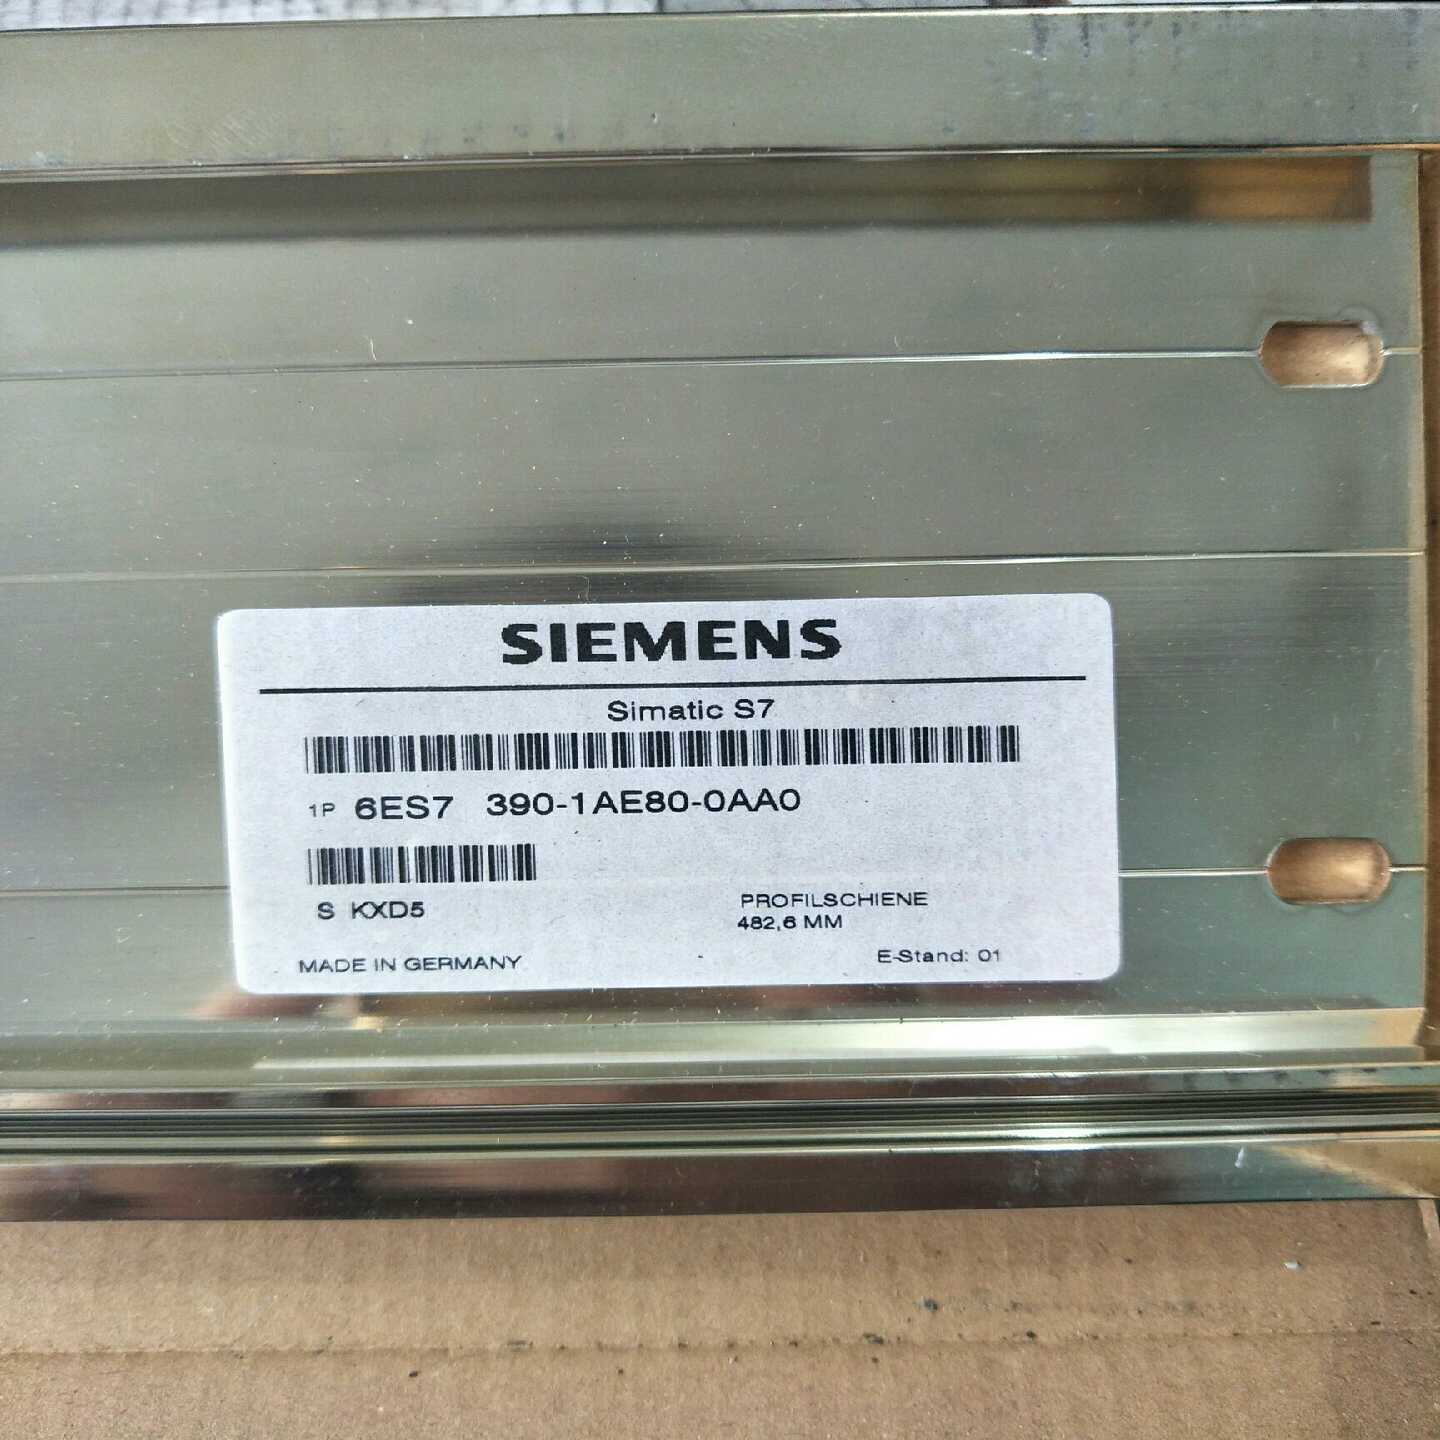 SIEMENS
Simatic S7
1P 6ES7 390-1AE80-0AA0
S KXD5
PROFILSCHIENE
482,6 MM
MADE IN GERMANY
E-Stand: 01